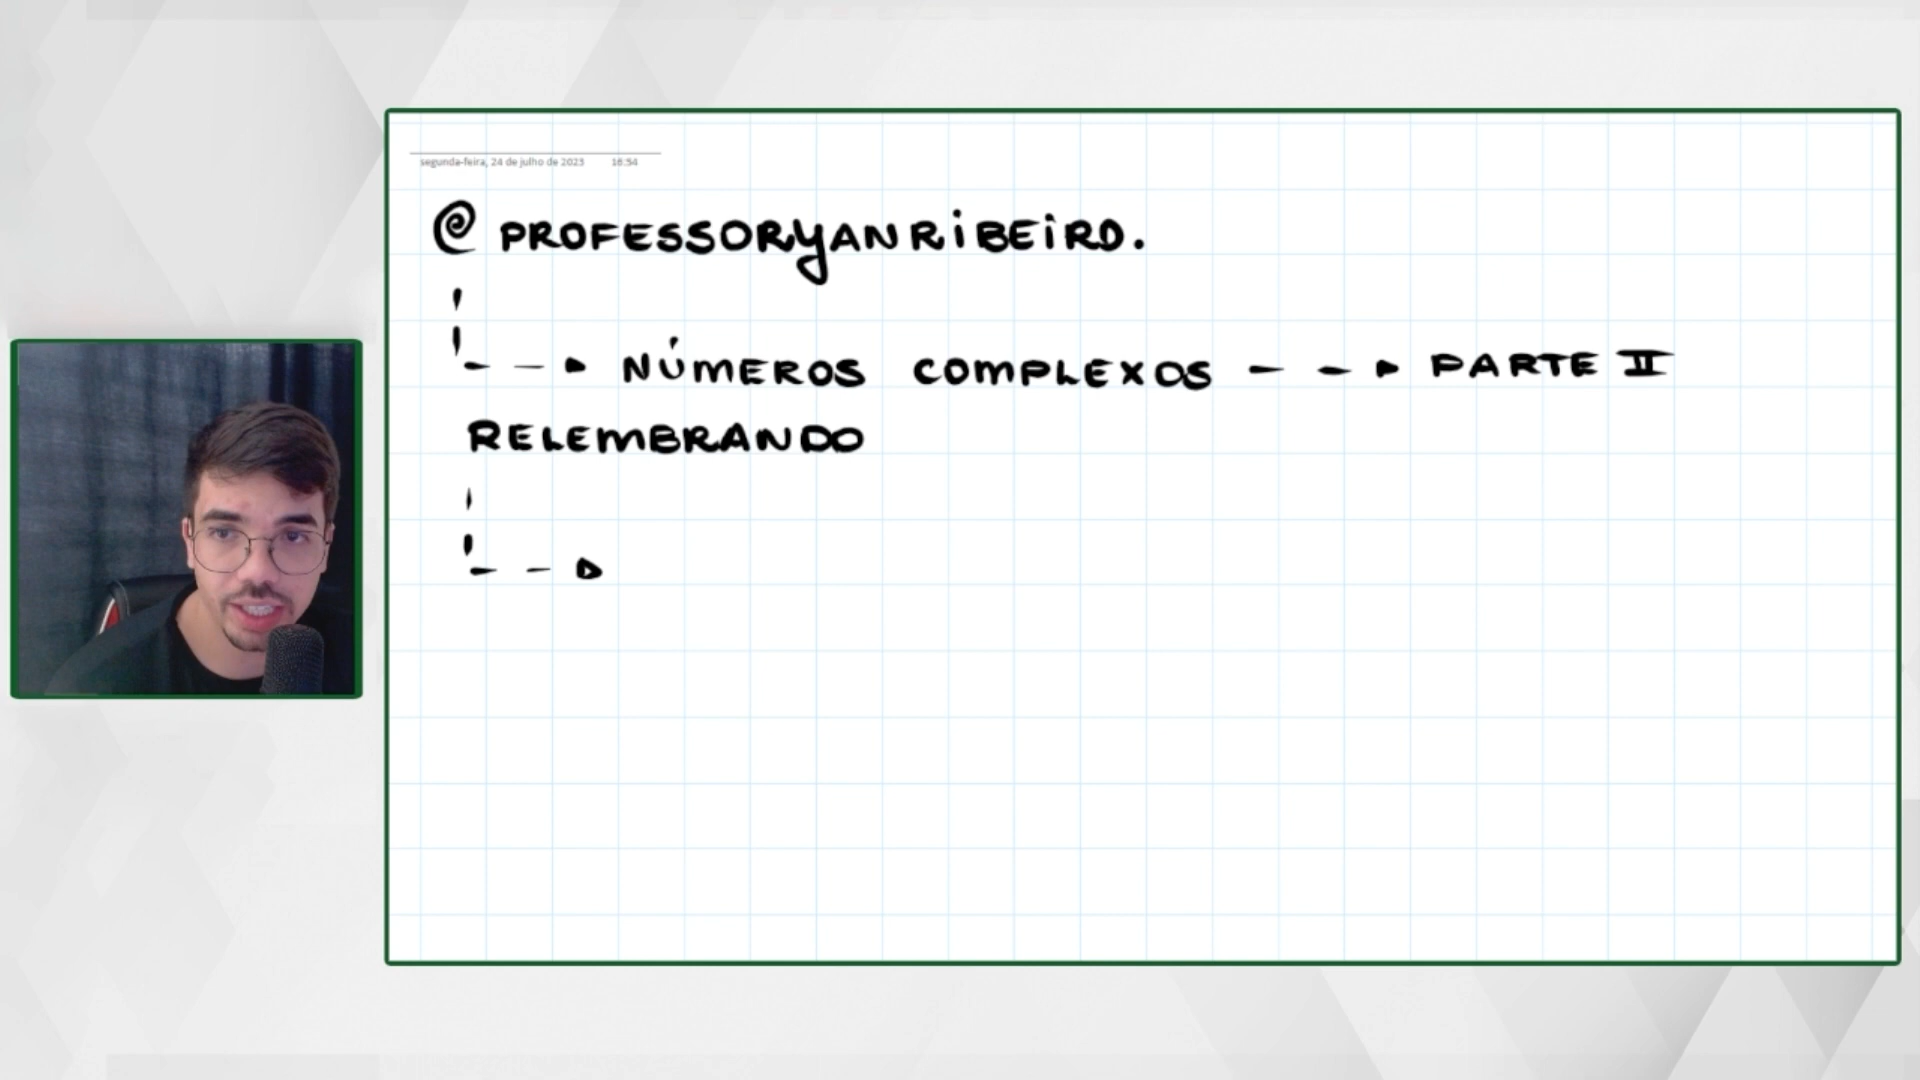 segunda-feira, 24 de julho de 2023 16:54
@PROFESSORYANRIBEIRO.
NÚMEROS COMPLEXOS PARTE II
RELEMBRANDO